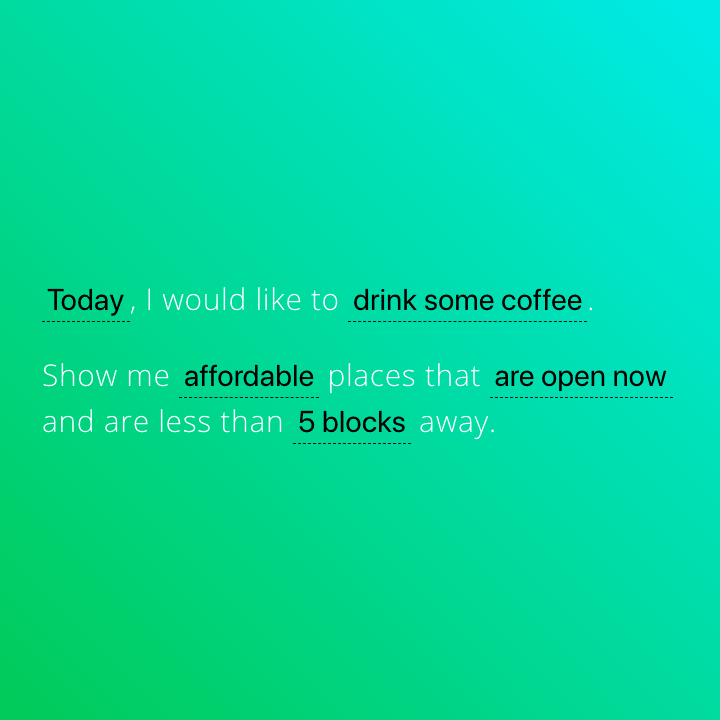 Today, I would like to drink some coffee.
Show me affordable places that are open now
and are less than 5 blocks away.